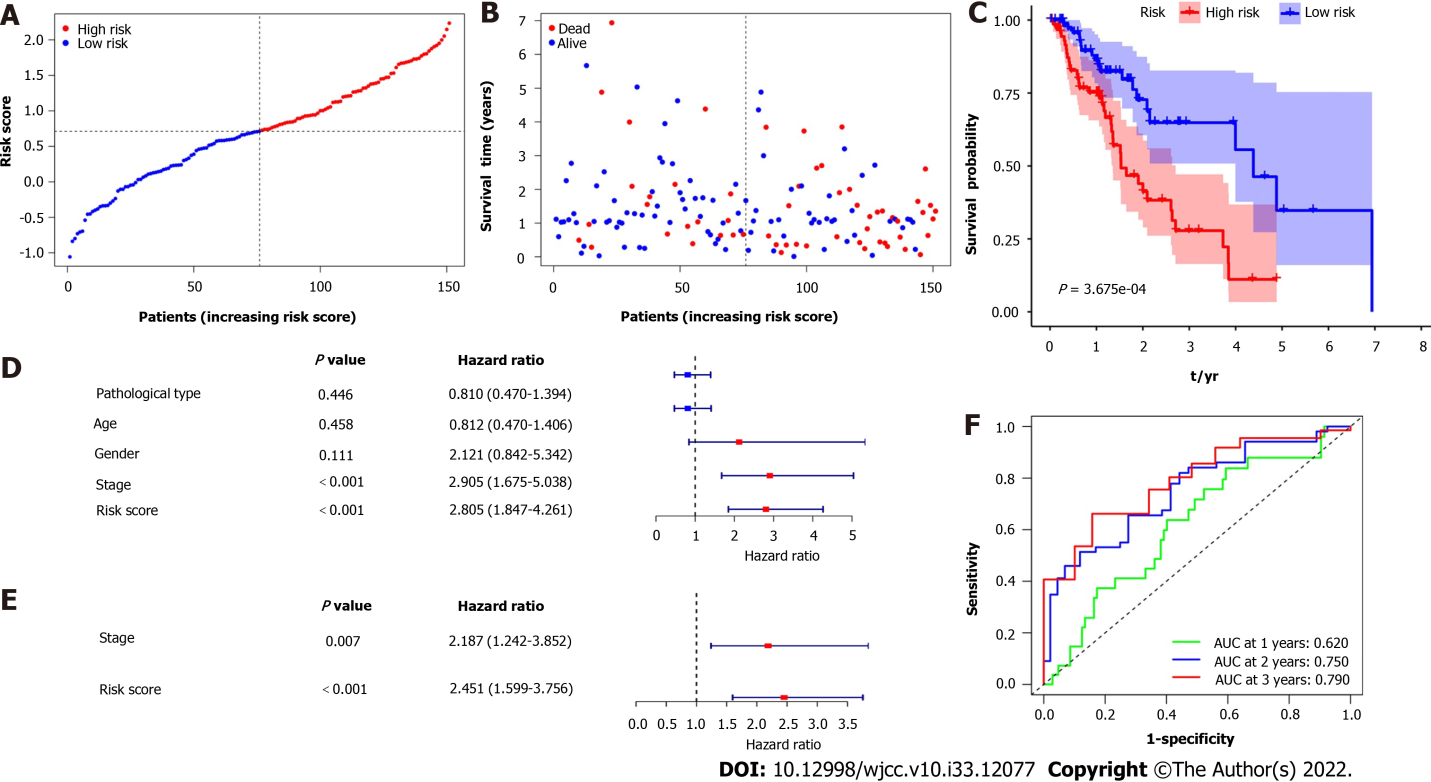 A
High risk
Low risk
Risk score
2.0
1.5
1.0
0.5
0.0
-0.5
-1.0
0 50 100 150
Patients (increasing risk score)
B
Dead
Alive
Survival time (years)
7
6
5
4
3
2
1
0
0 50 100 150
Patients (increasing risk score)
C
Risk High risk Low risk
Survival probability
1.00
0.75
0.50
0.25
0.00
P = 3.675e-04
0 1 2 3 4 5 6 7 8
t/yr
D
P value Hazard ratio
Pathological type 0.446 0.810 (0.470-1.394)
Age 0.458 0.812 (0.470-1.406)
Gender 0.111 2.121 (0.842-5.342)
Stage < 0.001 2.905 (1.675-5.038)
Risk score < 0.001 2.805 (1.847-4.261)
0 1 2 3 4 5
Hazard ratio
E
P value Hazard ratio
Stage 0.007 2.187 (1.242-3.852)
Risk score < 0.001 2.451 (1.599-3.756)
0.0 0.5 1.0 1.5 2.0 2.5 3.0 3.5
Hazard ratio
F
Sensitivity
1.0
0.8
0.6
0.4
0.2
0.0
AUC at 1 years: 0.620
AUC at 2 years: 0.750
AUC at 3 years: 0.790
0.0 0.2 0.4 0.6 0.8 1.0
1-specificity
DOI: 10.12998/wjcc.v10.i33.12077 Copyright ©The Author(s) 2022.